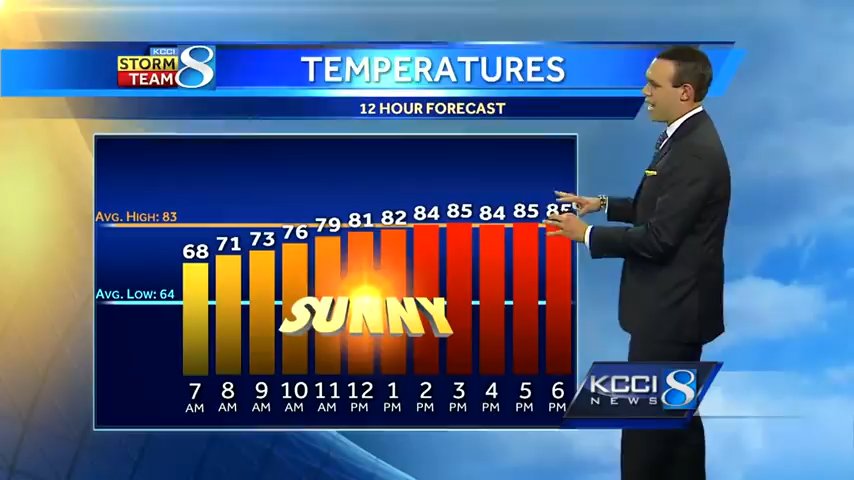 KCCI
STORM
TEAM 8
TEMPERATURES
12 HOUR FORECAST
AVG. HIGH: 83
68 71 73 76 79 81 82 84 85 84 85 85
AVG. LOW: 64
SUNNY
7 8 9 10 11 12 1 2 3 4 5 6
AM AM AM AM AM PM PM PM PM PM PM PM
KCCI 8
NEWS